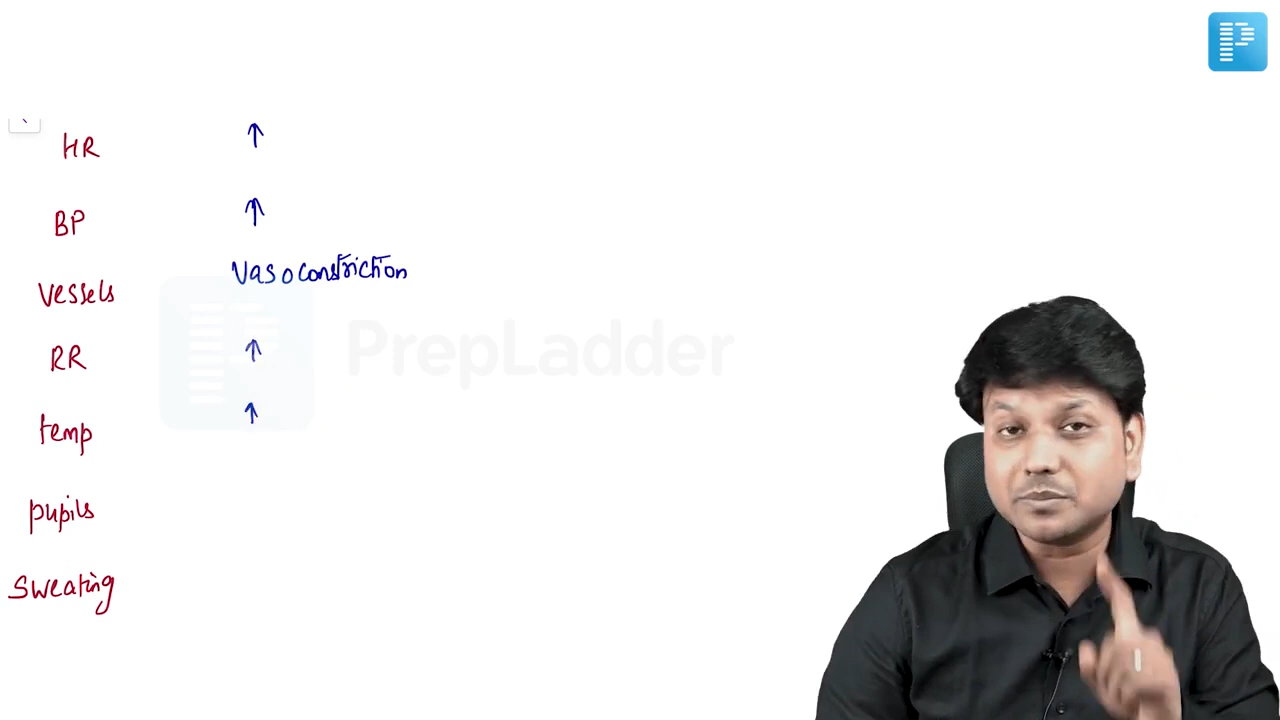 HR ↑
BP ↑
Vessels Vasoconstriction
RR ↑
temp ↑
pupils
Sweating
PrepLadder